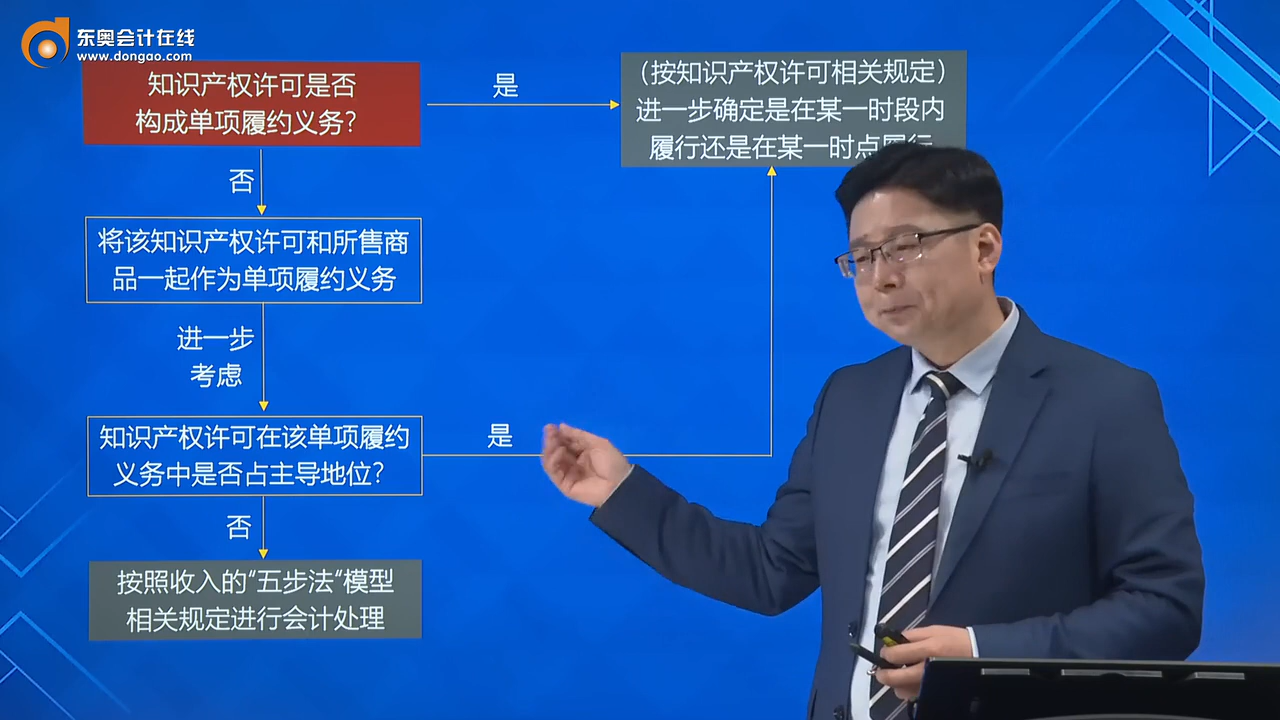 东奥会计在线
www.dongao.com
知识产权许可是否
构成单项履约义务?
是
（按知识产权许可相关规定）
进一步确定是在某一时段内
履行还是在某一时点履行
否
将该知识产权许可和所售商
品一起作为单项履约义务
进一步
考虑
知识产权许可在该单项履约
义务中是否占主导地位?
是
否
按照收入的“五步法“模型
相关规定进行会计处理